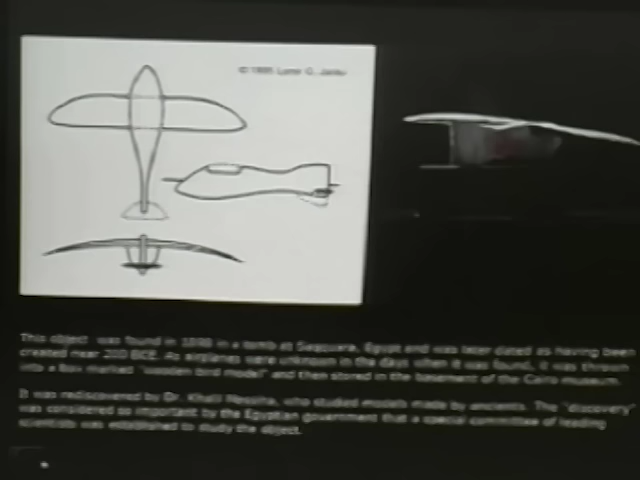 © 1995 G.
This object was found in 1898 in a tomb at Saqquara, Egypt and was later dated as having been
created near 200 BCE. As airplanes were unknown in the days when it was found, it was thrown
into a box marked "wooden bird model" and then stored in the basement of the Cairo museum.
It was rediscovered by Dr. Khalil Messiha, who studied models made by ancients. The "discovery"
was considered so important by the Egyptian government that a special committee of leading
scientists was established to study the object.